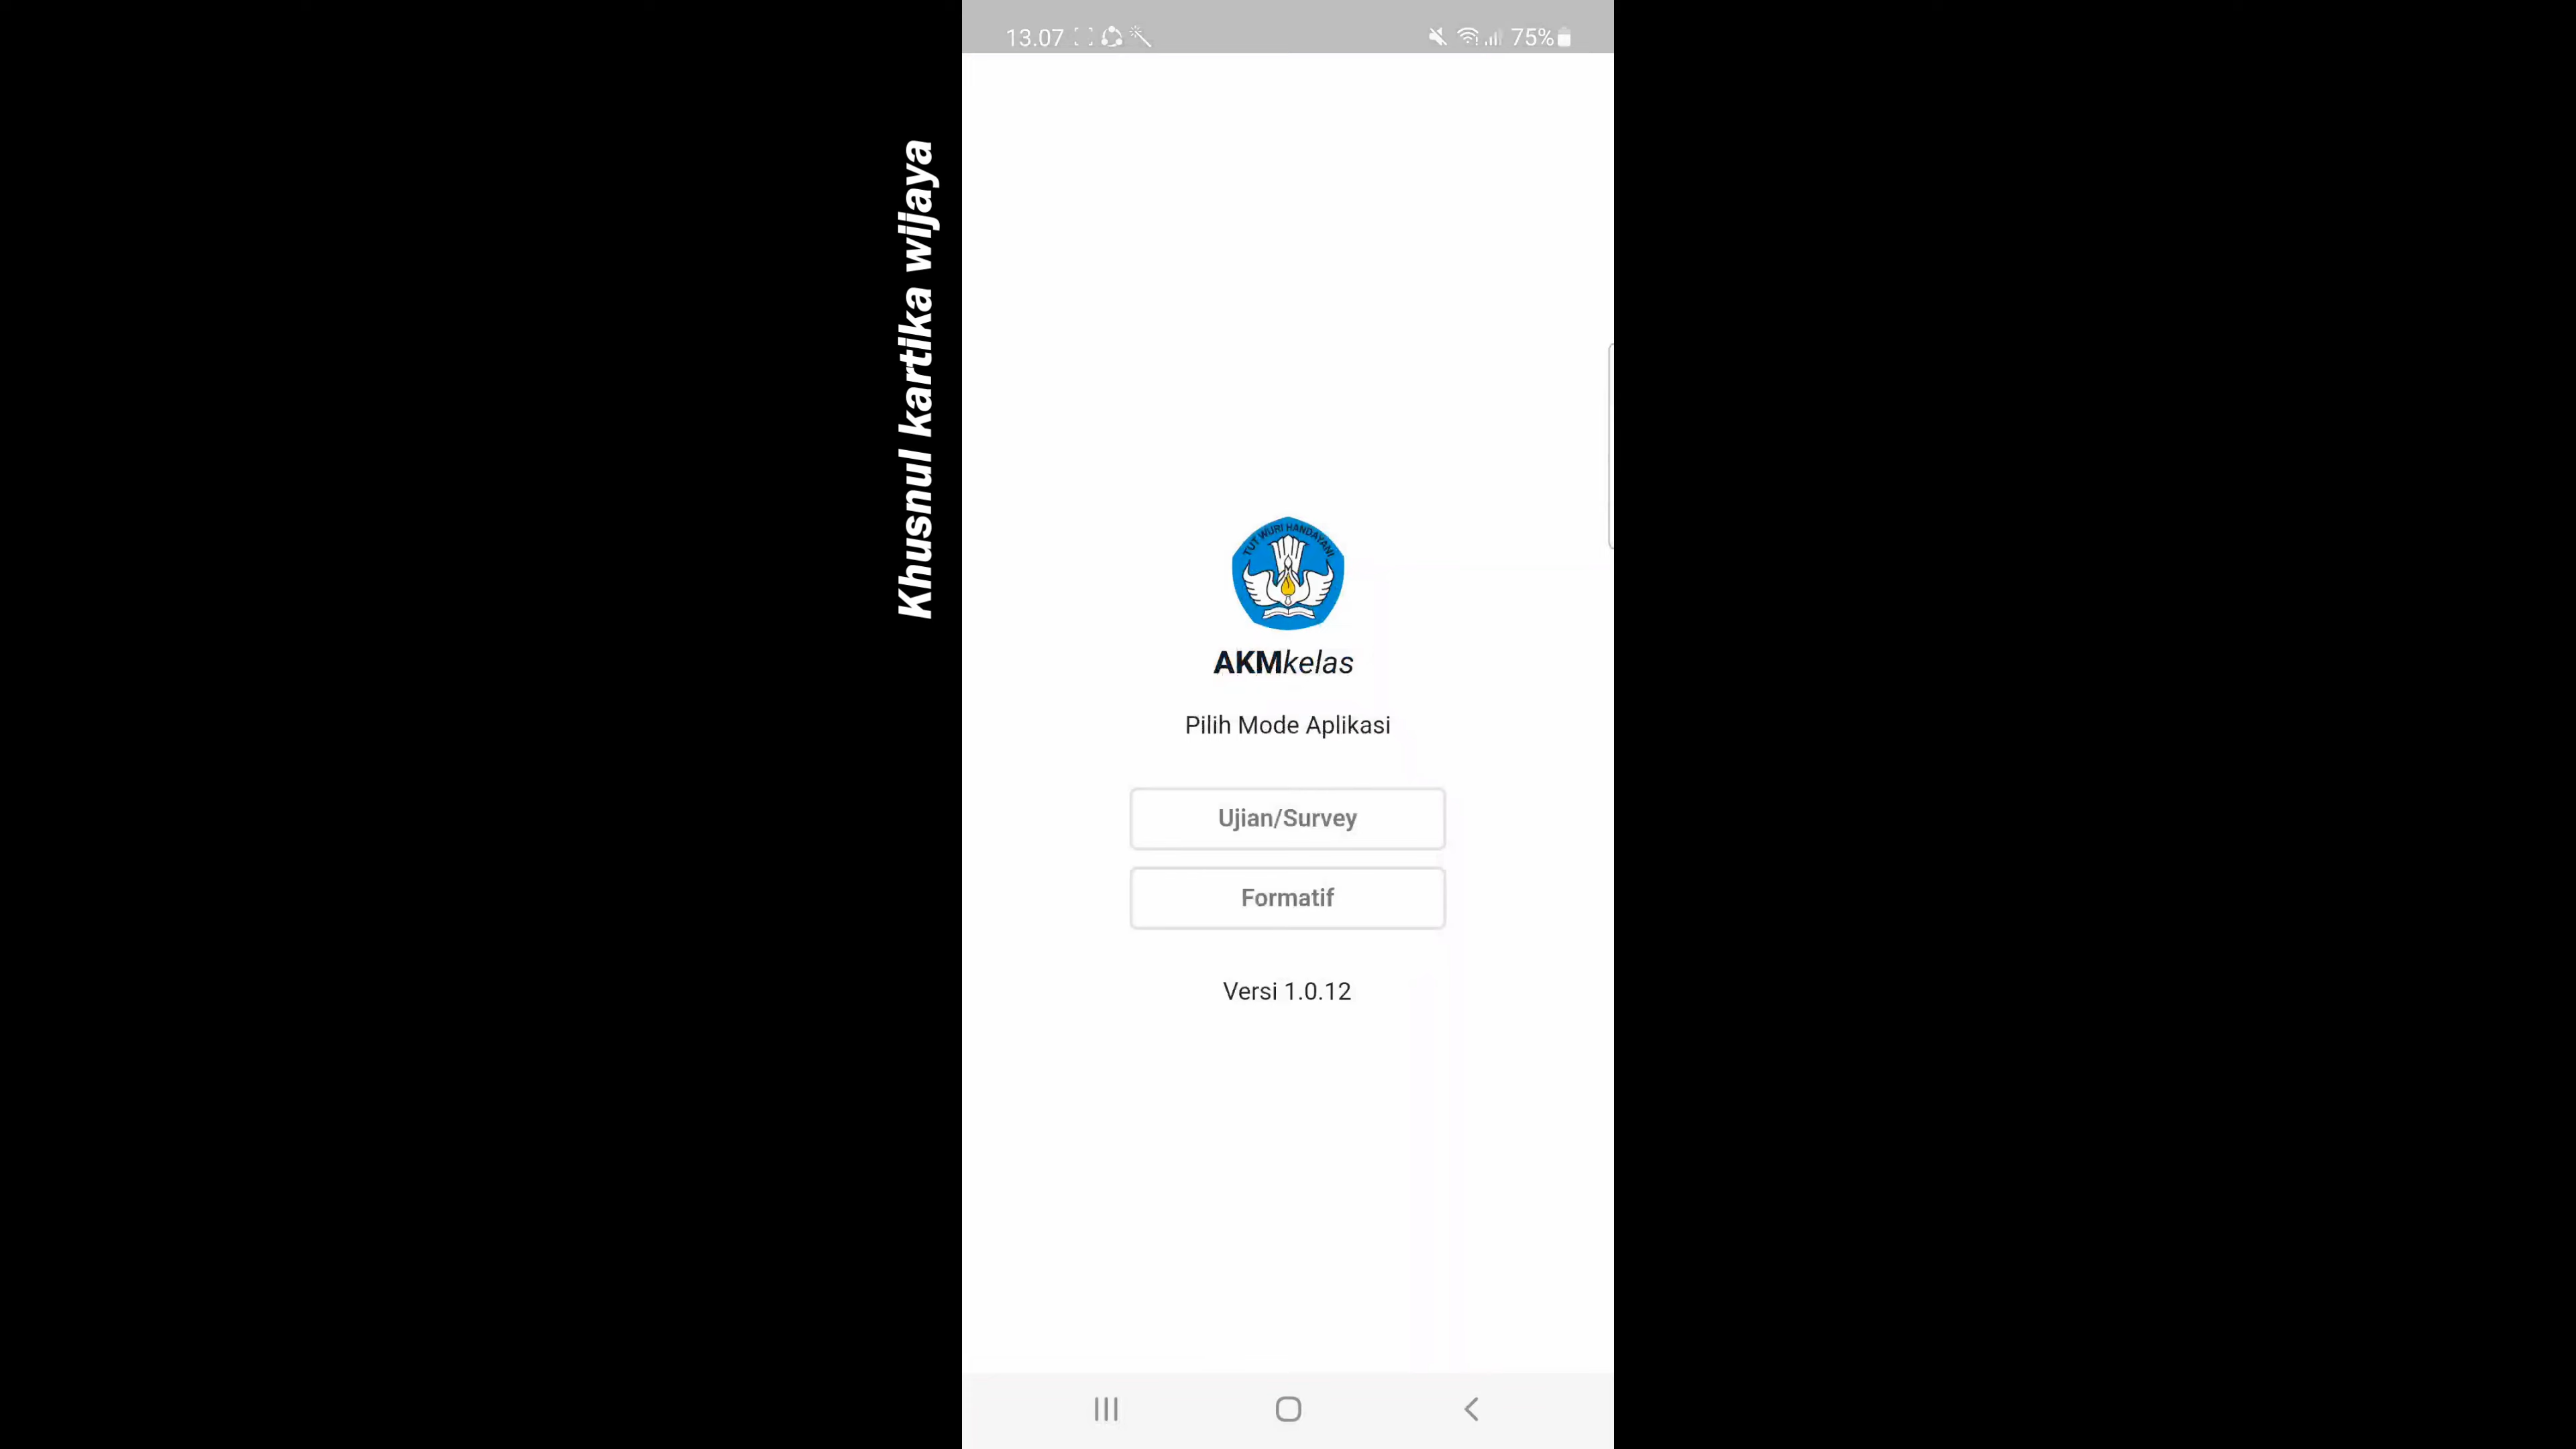 13.07
75%
Khusnul kartika wijaya
TUT WURI HANDAYANI
AKMkelas
Pilih Mode Aplikasi
Ujian/Survey
Formatif
Versi 1.0.12